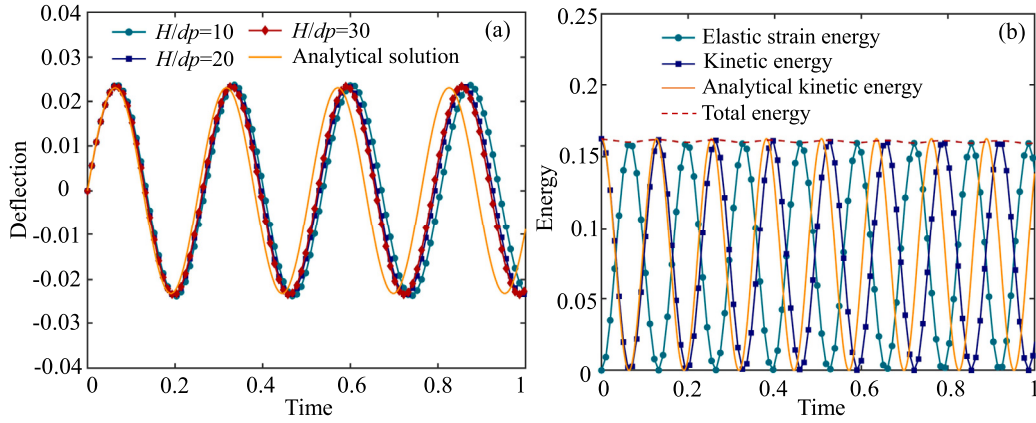 0.04
0.03
0.02
0.01
0
-0.01
-0.02
-0.03
-0.04
Deflection
H/dp=10
H/dp=30
H/dp=20
Analytical solution
(a)
0
0.2
0.4
0.6
0.8
1
Time
0.25
0.2
0.15
0.1
0.05
0
Energy
(b)
Elastic strain energy
Kinetic energy
Analytical kinetic energy
Total energy
0
0.2
0.4
0.6
0.8
1
Time